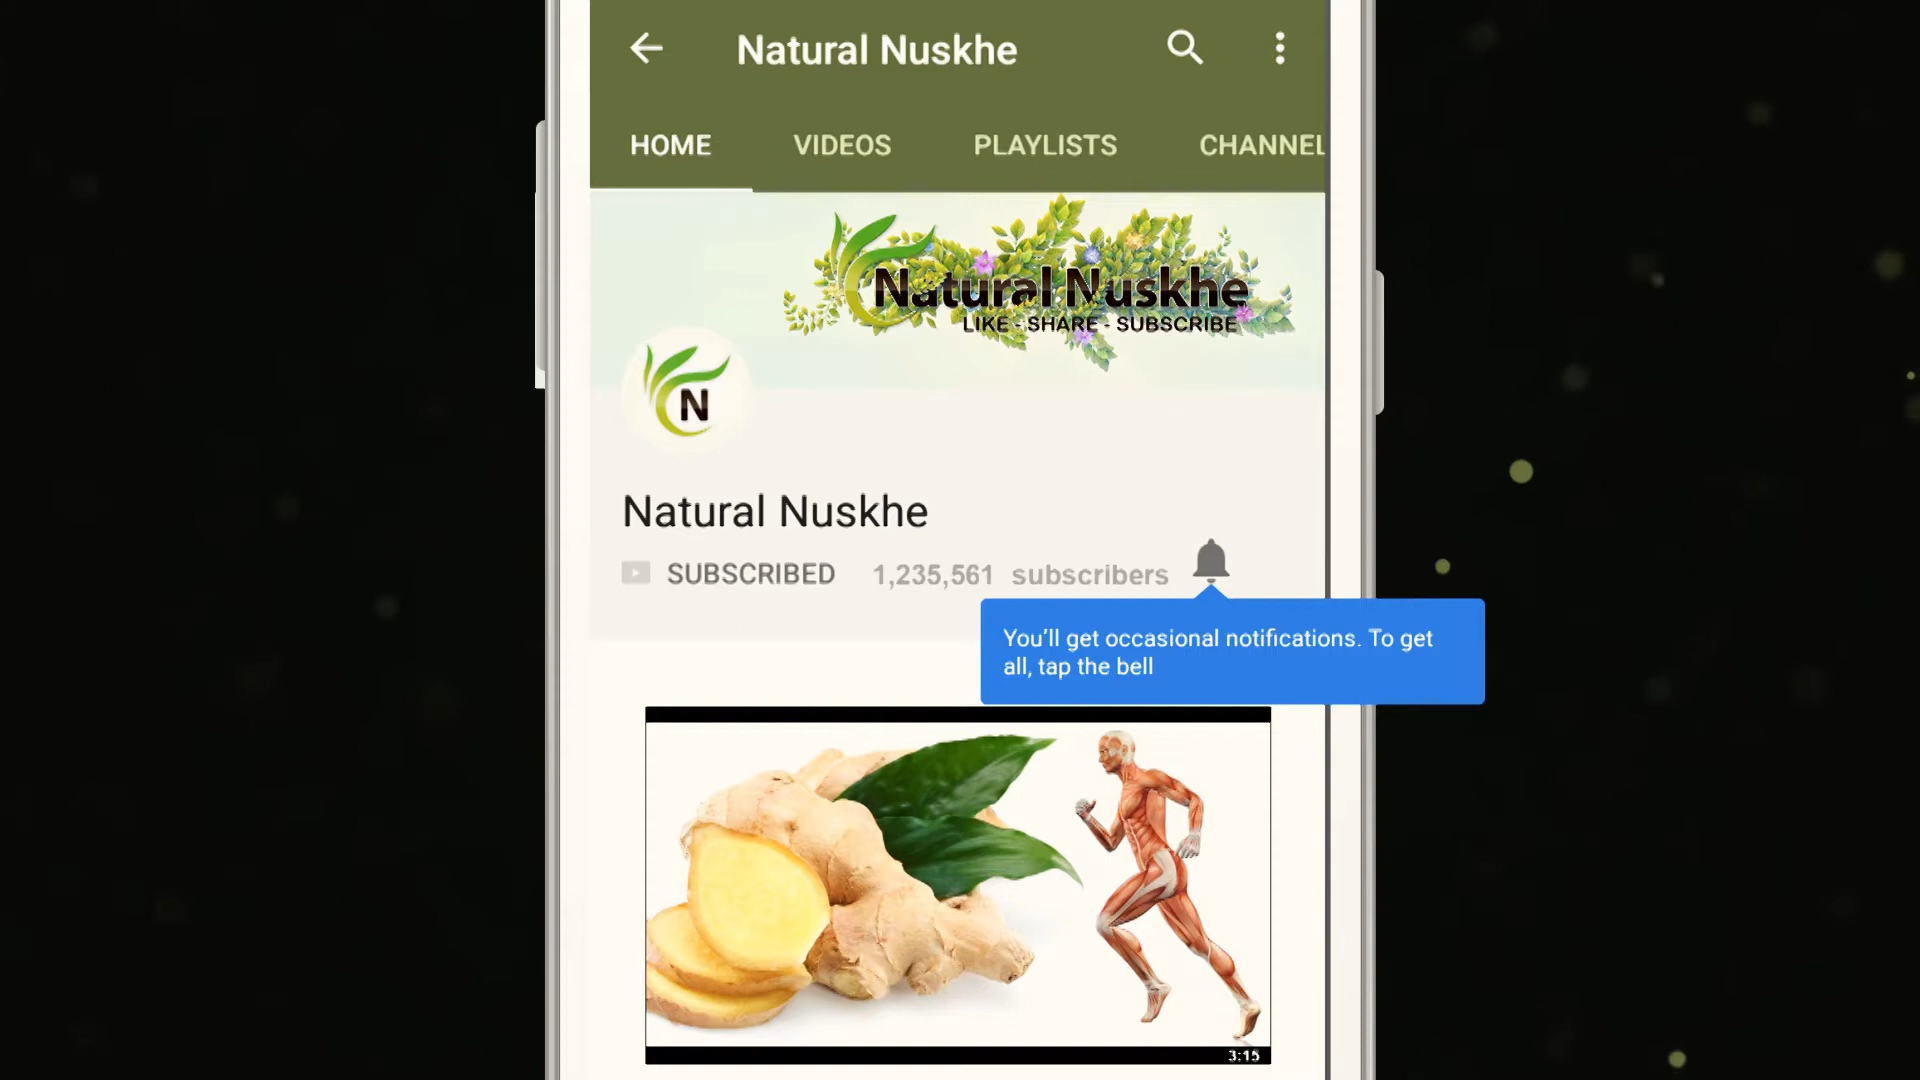 Natural Nuskhe
HOME VIDEOS PLAYLISTS CHANNEL
Natural Nuskhe
LIKE - SHARE - SUBSCRIBE
N
Natural Nuskhe
SUBSCRIBED 1,235,561 subscribers
You'll get occasional notifications. To get
all, tap the bell
3:15